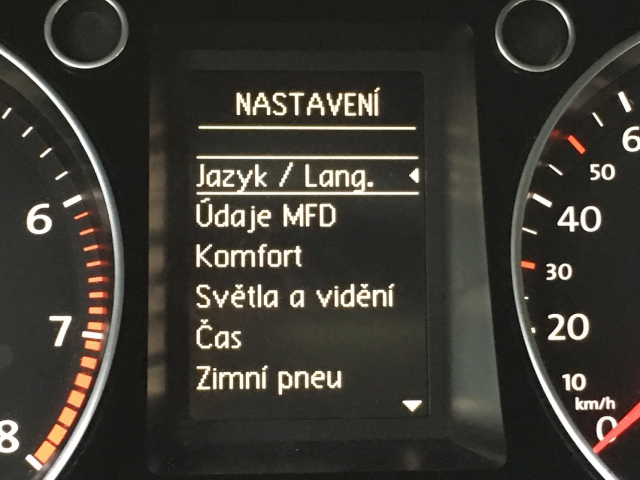 NASTAVENÍ
Jazyk / Lang.
Údaje MFD
Komfort
Světla a vidění
Čas
Zimní pneu
6
7
8
6
50
40
30
20
10
km/h
0